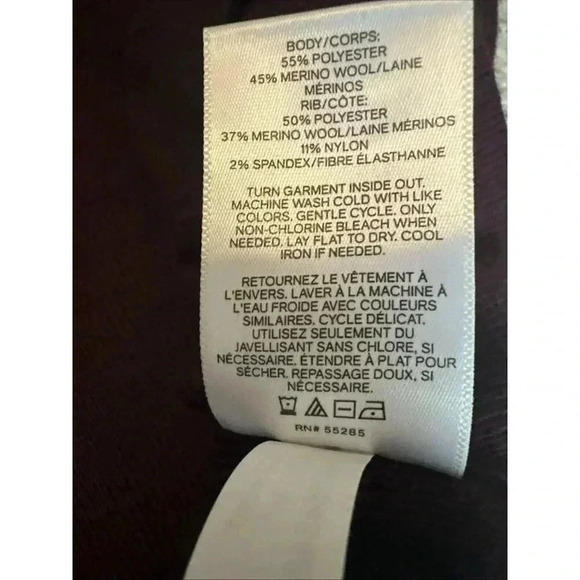 BODY/CORPS:
55% POLYESTER
45% MERINO WOOL/LAINE
MÉRINOS
RIB/CÔTE:
50% POLYESTER
37% MERINO WOOL/LAINE MÉRINOS
11% NYLON
2% SPANDEX/FIBRE ÉLASTHANNE
TURN GARMENT INSIDE OUT.
MACHINE WASH COLD WITH LIKE
COLORS. GENTLE CYCLE. ONLY
NON-CHLORINE BLEACH WHEN
NEEDED. LAY FLAT TO DRY. COOL
IRON IF NEEDED.
RETOURNEZ LE VÊTEMENT À
L'ENVERS. LAVER À LA MACHINE À
L'EAU FROIDE AVEC COULEURS
SIMILAIRES. CYCLE DÉLICAT.
UTILISEZ SEULEMENT DU
JAVELLISANT SANS CHLORE, SI
NÉCESSAIRE. ÉTENDRE À PLAT POUR
SÉCHER. REPASSAGE DOUX, SI
NÉCESSAIRE.
RN# 55285